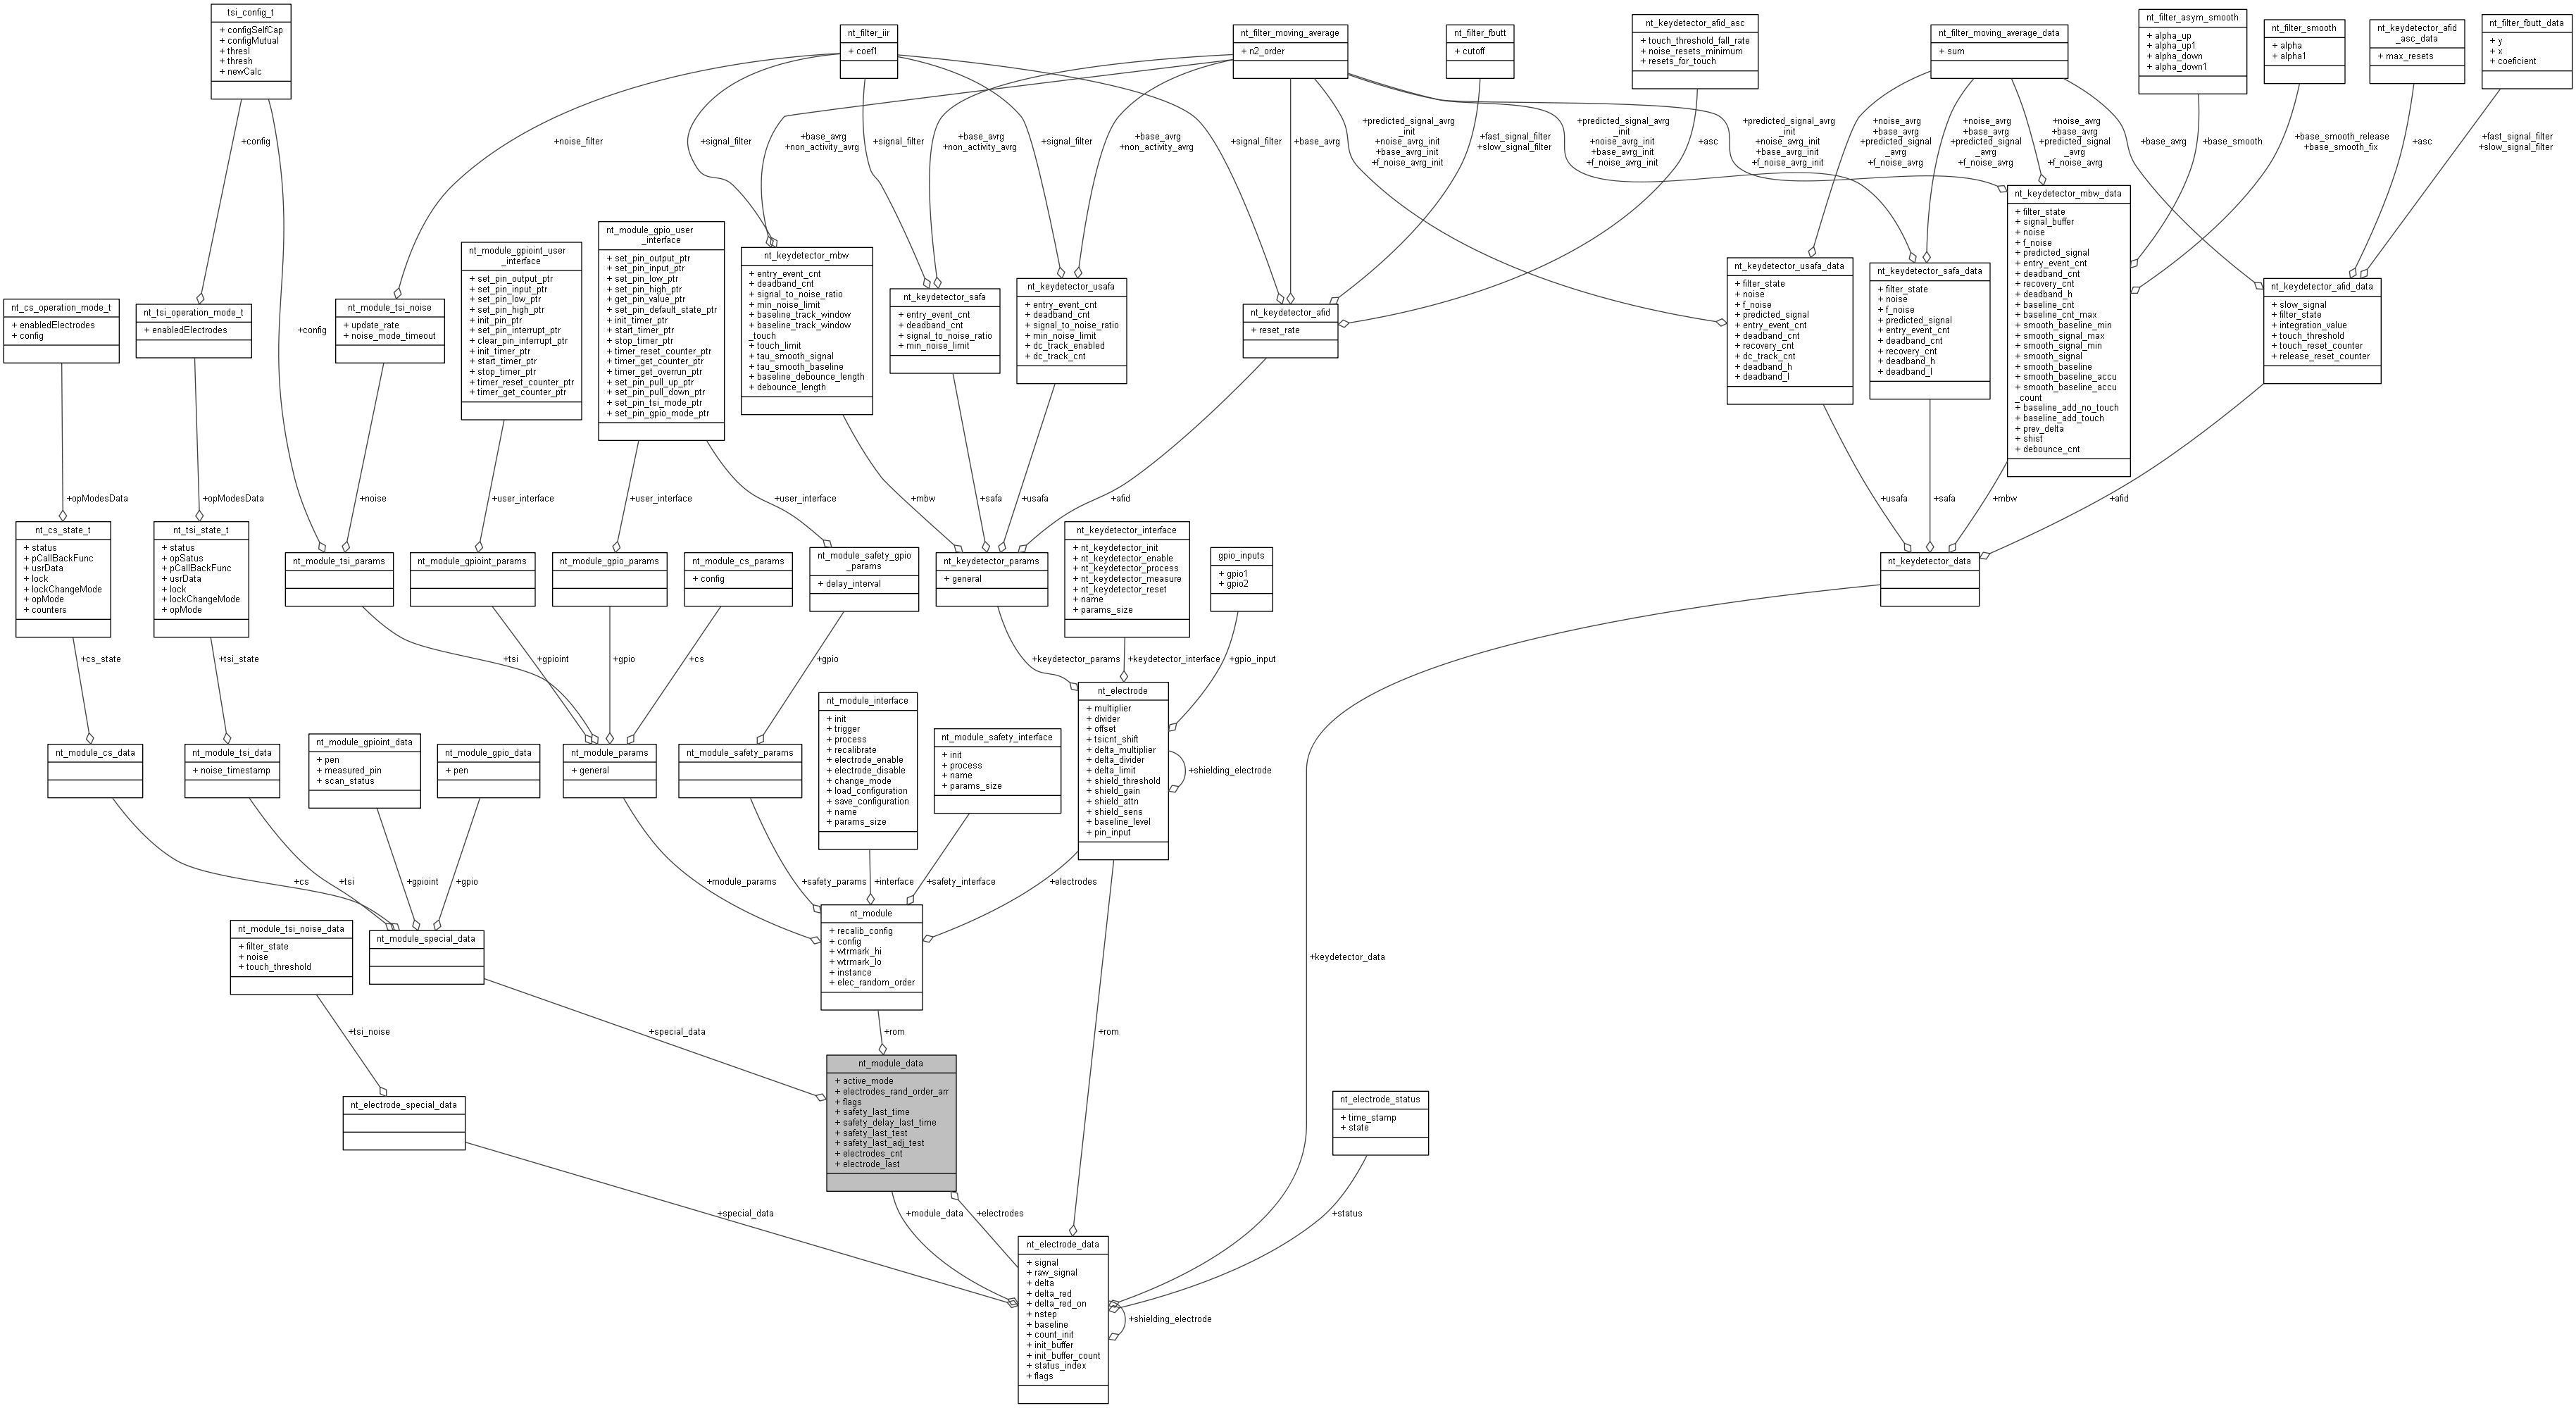 tsi_config_t
+ configSelfCap
+ configMutual
+ thresl
+ thresh
+ newCalc
nt_filter_iir
+ coef1
nt_filter_moving_average
+ n2_order
nt_filter_fbutt
+ cutoff
nt_keydetector_afid_asc
+ touch_threshold_fall_rate
+ noise_resets_minimum
+ resets_for_touch
nt_filter_moving_average_data
+ sum
nt_filter_asym_smooth
+ alpha_up
+ alpha_up1
+ alpha_down
+ alpha_down1
nt_filter_smooth
+ alpha
+ alpha1
nt_keydetector_afid
_asc_data
+ max_resets
nt_filter_fbutt_data
+ y
+ x
+ coeficient
+config
+noise_filter
+signal_filter
+base_avrg
+non_activity_avrg
+signal_filter
+base_avrg
+non_activity_avrg
+signal_filter
+base_avrg
+non_activity_avrg
+signal_filter
+base_avrg
+predicted_signal_avrg
_init
+noise_avrg_init
+base_avrg_init
+f_noise_avrg_init
+fast_signal_filter
+slow_signal_filter
+predicted_signal_avrg
_init
+noise_avrg_init
+base_avrg_init
+f_noise_avrg_init
+asc
+predicted_signal_avrg
_init
+noise_avrg_init
+base_avrg_init
+f_noise_avrg_init
+noise_avrg
+base_avrg
+predicted_signal
_avrg
+f_noise_avrg
+noise_avrg
+base_avrg
+predicted_signal
_avrg
+f_noise_avrg
+noise_avrg
+base_avrg
+predicted_signal
_avrg
+f_noise_avrg
+base_avrg
+base_smooth
+base_smooth_release
+base_smooth_fix
+asc
+fast_signal_filter
+slow_signal_filter
nt_cs_operation_mode_t
+ enabledElectrodes
+ config
nt_tsi_operation_mode_t
+ enabledElectrodes
+config
nt_module_tsi_noise
+ update_rate
+ noise_mode_timeout
nt_module_gpioint_user
_interface
+ set_pin_output_ptr
+ set_pin_input_ptr
+ set_pin_low_ptr
+ set_pin_high_ptr
+ init_pin_ptr
+ set_pin_interrupt_ptr
+ clear_pin_interrupt_ptr
+ init_timer_ptr
+ start_timer_ptr
+ stop_timer_ptr
+ timer_reset_counter_ptr
+ timer_get_counter_ptr
nt_module_gpio_user
_interface
+ set_pin_output_ptr
+ set_pin_input_ptr
+ set_pin_low_ptr
+ set_pin_high_ptr
+ get_pin_value_ptr
+ set_pin_default_state_ptr
+ init_timer_ptr
+ start_timer_ptr
+ stop_timer_ptr
+ timer_reset_counter_ptr
+ timer_get_counter_ptr
+ timer_get_overrun_ptr
+ set_pin_pull_up_ptr
+ set_pin_pull_down_ptr
+ set_pin_tsi_mode_ptr
+ set_pin_gpio_mode_ptr
nt_keydetector_mbw
+ entry_event_cnt
+ deadband_cnt
+ signal_to_noise_ratio
+ min_noise_limit
+ baseline_track_window
+ baseline_track_window
_touch
+ touch_limit
+ tau_smooth_signal
+ tau_smooth_baseline
+ baseline_debounce_length
+ debounce_length
nt_keydetector_safa
+ entry_event_cnt
+ deadband_cnt
+ signal_to_noise_ratio
+ min_noise_limit
nt_keydetector_usafa
+ entry_event_cnt
+ deadband_cnt
+ signal_to_noise_ratio
+ min_noise_limit
+ dc_track_enabled
+ dc_track_cnt
nt_keydetector_afid
+ reset_rate
nt_keydetector_usafa_data
+ filter_state
+ noise
+ f_noise
+ predicted_signal
+ entry_event_cnt
+ deadband_cnt
+ recovery_cnt
+ dc_track_cnt
+ deadband_h
+ deadband_l
nt_keydetector_safa_data
+ filter_state
+ noise
+ f_noise
+ predicted_signal
+ entry_event_cnt
+ deadband_cnt
+ recovery_cnt
+ deadband_h
+ deadband_l
nt_keydetector_mbw_data
+ filter_state
+ signal_buffer
+ noise
+ f_noise
+ predicted_signal
+ entry_event_cnt
+ deadband_cnt
+ recovery_cnt
+ deadband_h
+ baseline_cnt
+ baseline_cnt_max
+ smooth_baseline_min
+ smooth_signal_max
+ smooth_signal_min
+ smooth_signal
+ smooth_baseline
+ smooth_baseline_accu
+ smooth_baseline_accu
_count
+ baseline_add_no_touch
+ baseline_add_touch
+ prev_delta
+ shist
+ debounce_cnt
nt_keydetector_afid_data
+ slow_signal
+ filter_state
+ integration_value
+ touch_threshold
+ touch_reset_counter
+ release_reset_counter
+opModesData
+opModesData
+noise
+user_interface
+user_interface
+user_interface
+mbw
+safa
+usafa
+afid
+usafa
+safa
+mbw
+afid
nt_cs_state_t
+ status
+ pCallBackFunc
+ usrData
+ lock
+ lockChangeMode
+ opMode
+ counters
nt_tsi_state_t
+ status
+ opSatus
+ pCallBackFunc
+ usrData
+ lock
+ lockChangeMode
+ opMode
nt_module_tsi_params
nt_module_gpioint_params
nt_module_gpio_params
nt_module_cs_params
+ config
nt_module_safety_gpio
_params
+ delay_interval
nt_keydetector_params
+ general
nt_keydetector_interface
+ nt_keydetector_init
+ nt_keydetector_enable
+ nt_keydetector_process
+ nt_keydetector_measure
+ nt_keydetector_reset
+ name
+ params_size
gpio_inputs
+ gpio1
+ gpio2
nt_keydetector_data
+cs_state
+tsi_state
+tsi
+gpioint
+gpio
+cs
+gpio
+keydetector_params
+keydetector_interface
+gpio_input
nt_module_cs_data
nt_module_tsi_data
+ noise_timestamp
nt_module_gpioint_data
+ pen
+ measured_pin
+ scan_status
nt_module_gpio_data
+ pen
nt_module_params
+ general
nt_module_safety_params
nt_module_interface
+ init
+ trigger
+ process
+ recalibrate
+ electrode_enable
+ electrode_disable
+ change_mode
+ load_configuration
+ save_configuration
+ name
+ params_size
nt_module_safety_interface
+ init
+ process
+ name
+ params_size
nt_electrode
+ multiplier
+ divider
+ offset
+ tsicnt_shift
+ delta_multiplier
+ delta_divider
+ delta_limit
+ shield_threshold
+ shield_gain
+ shield_attn
+ shield_sens
+ baseline_level
+ pin_input
+shielding_electrode
+cs
+tsi
+gpioint
+gpio
+module_params
+safety_params
+interface
+safety_interface
+electrodes
nt_module_tsi_noise_data
+ filter_state
+ noise
+ touch_threshold
nt_module_special_data
nt_module
+ recalib_config
+ config
+ wtrmark_hi
+ wtrmark_lo
+ instance
+ elec_random_order
+keydetector_data
+tsi_noise
+special_data
+rom
+rom
nt_electrode_special_data
nt_module_data
+ active_mode
+ electrodes_rand_order_arr
+ flags
+ safety_last_time
+ safety_delay_last_time
+ safety_last_test
+ safety_last_adj_test
+ electrodes_cnt
+ electrode_last
nt_electrode_status
+ time_stamp
+ state
+special_data
+module_data
+electrodes
+status
nt_electrode_data
+ signal
+ raw_signal
+ delta
+ delta_red
+ delta_red_on
+ nstep
+ baseline
+ count_init
+ init_buffer
+ init_buffer_count
+ status_index
+ flags
+shielding_electrode